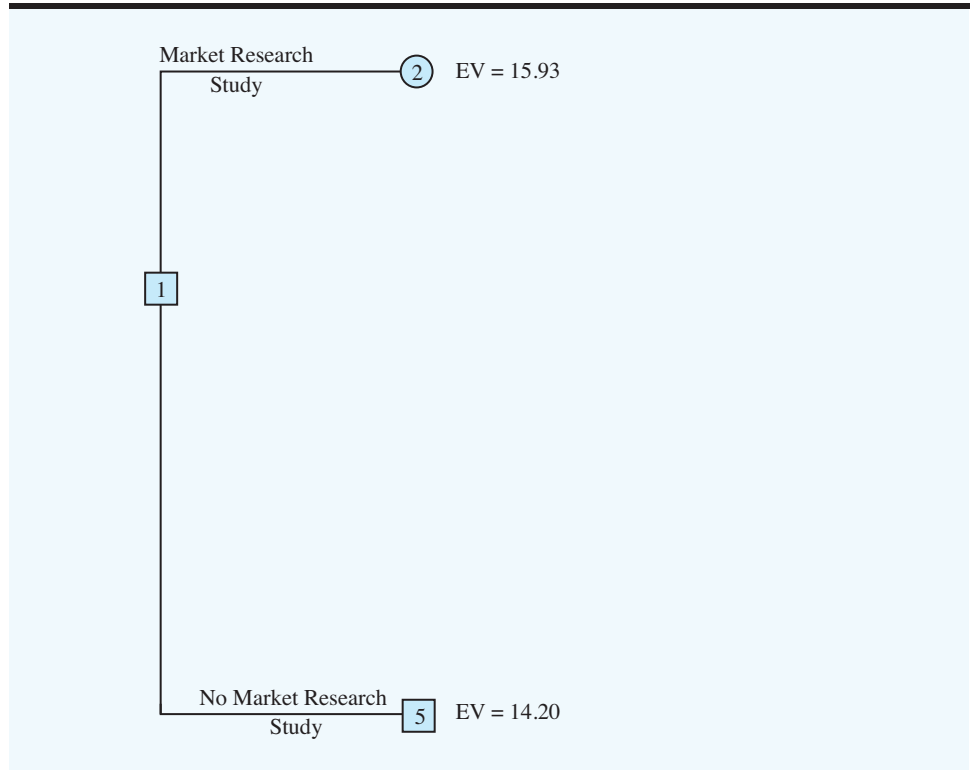 Market Research
Study
2 EV = 15.93
1
No Market Research
Study
5 EV = 14.20